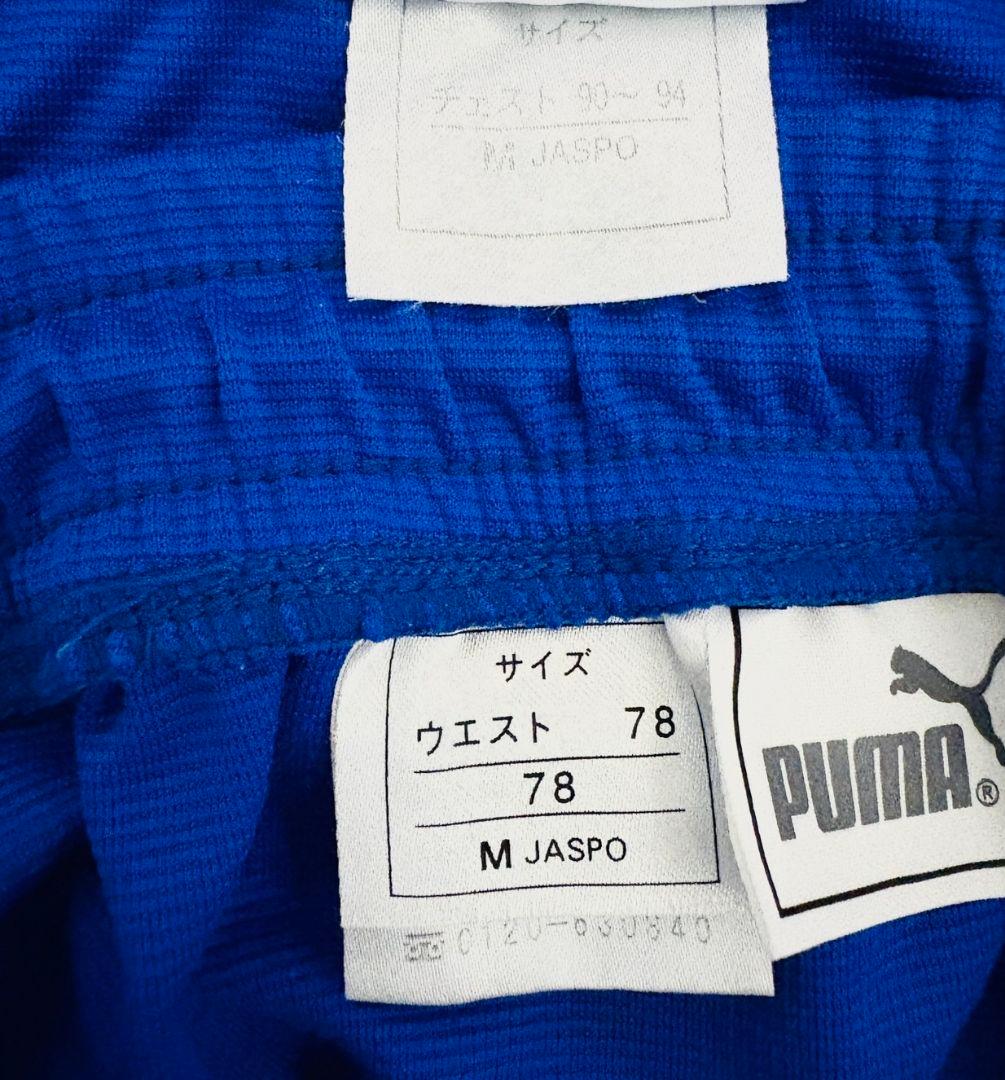 サイズ
チェスト 90〜 94
M JASPO
サイズ
ウエスト 78
78
M JASPO
PUMA®